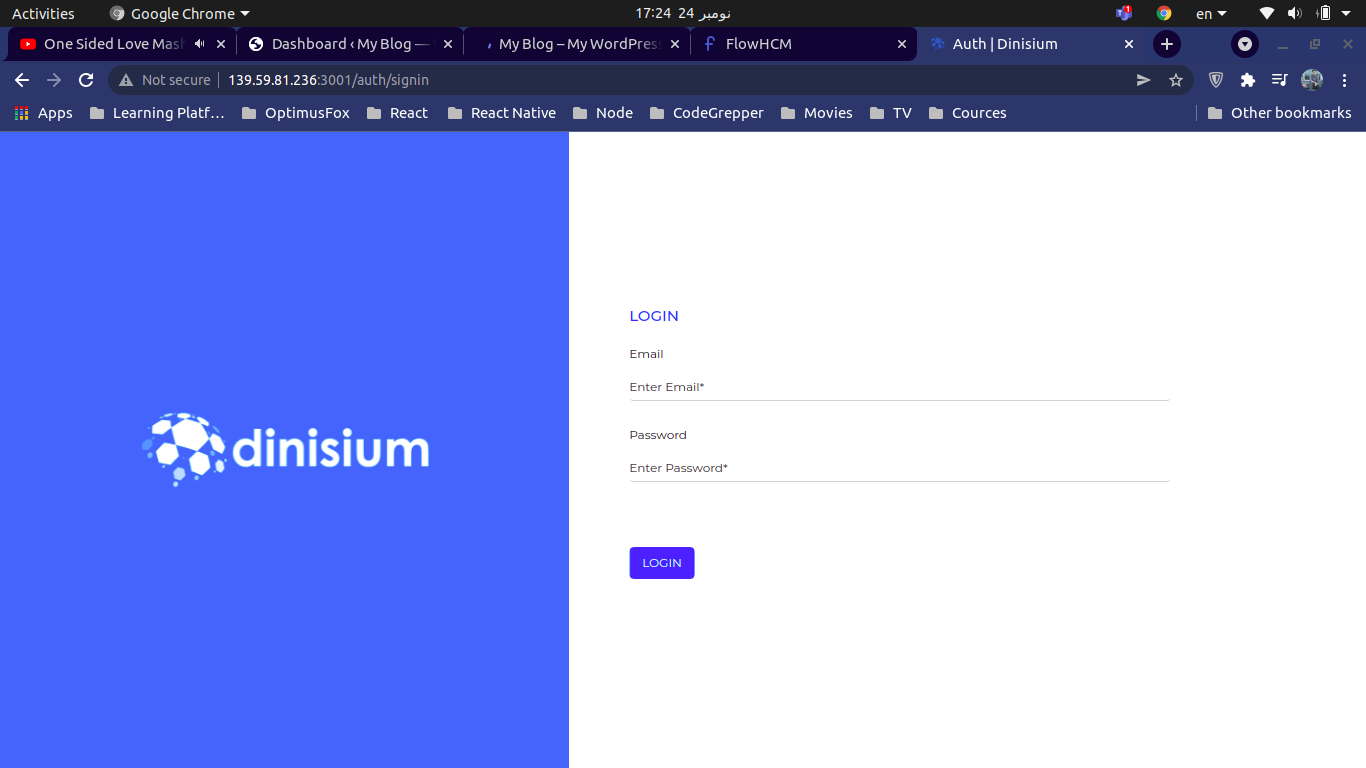 Activities Google Chrome 17:24 24 نومبر 1 en
One Sided Love Mash Dashboard ‹ My Blog — My Blog – My WordPress FlowHCM Auth | Dinisium
Not secure 139.59.81.236:3001/auth/signin
Apps Learning Platf… OptimusFox React React Native Node CodeGrepper Movies TV Cources Other bookmarks
LOGIN
Email
Enter Email*
Password
dinisium
Enter Password*
LOGIN